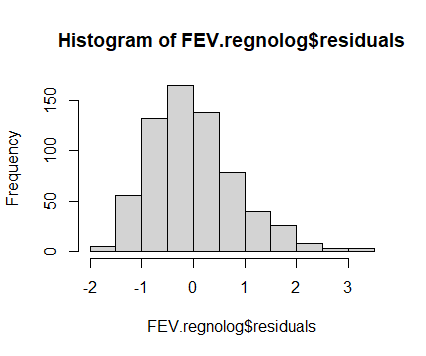 Histogram of FEV.regnolog$residuals
Frequency
150
100
50
0
-2 -1 0 1 2 3
FEV.regnolog$residuals